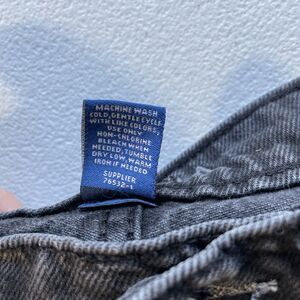 MACHINE WASH
COLD, GENTLE CYCLE
WITH LIKE COLORS,
USE ONLY
NON-CHLORINE
BLEACH WHEN
NEEDED, TUMBLE
DRY LOW, WARM
IRON IF NEEDED
SUPPLIER
76532-1